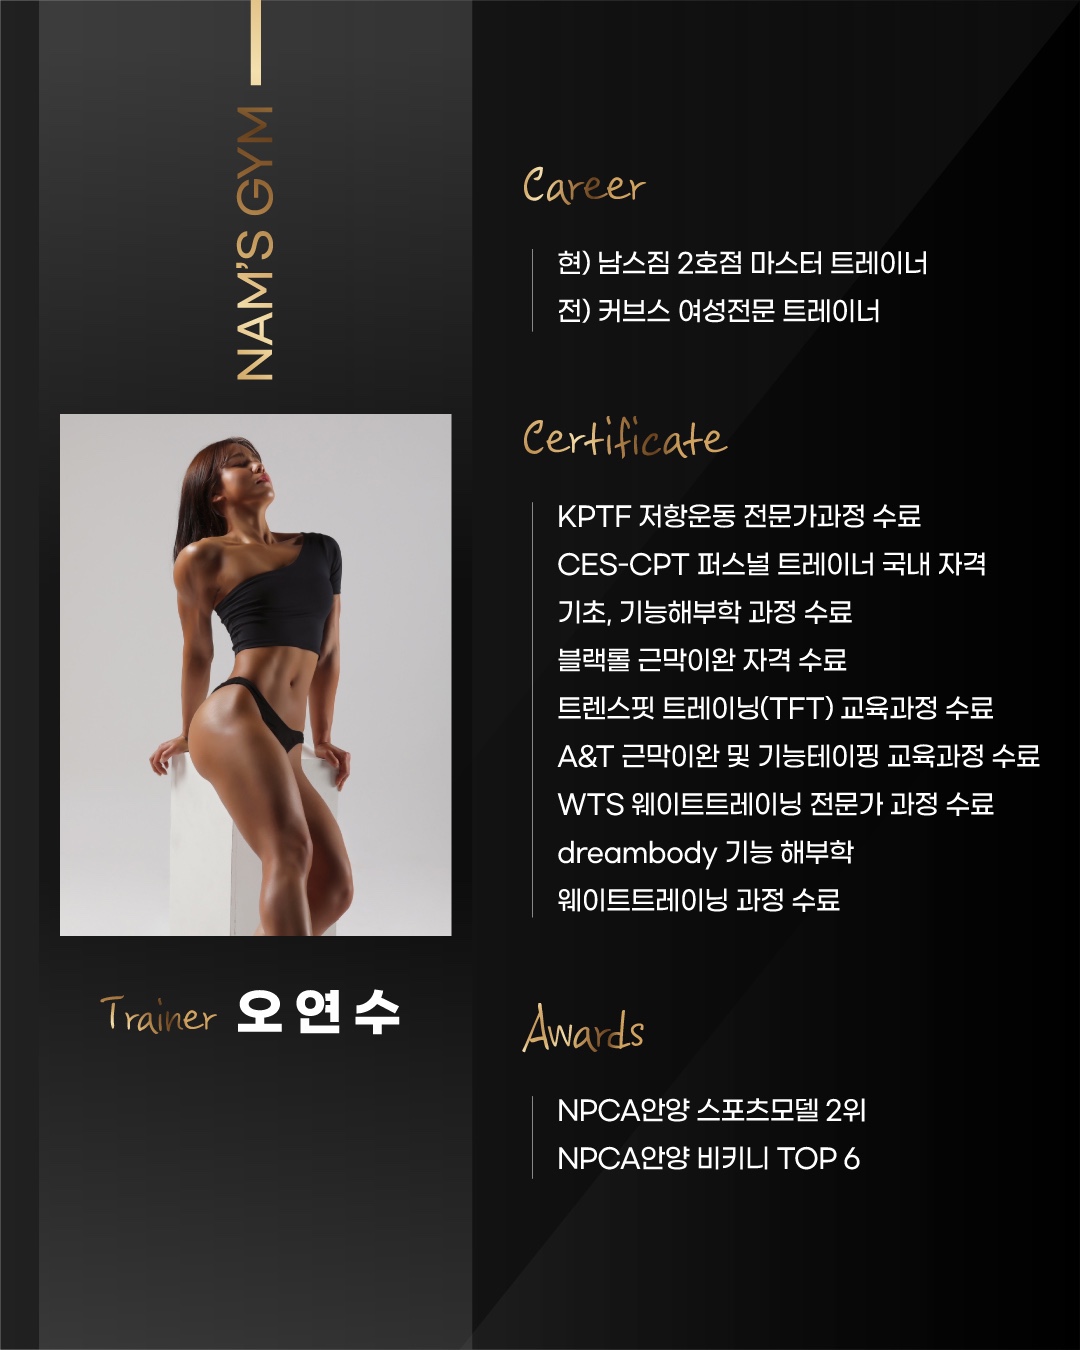 NAM'S GYM
Trainer 오연수
Career
현) 남스짐 2호점 마스터 트레이너
전) 커브스 여성전문 트레이너
Certificate
KPTF 저항운동 전문가과정 수료
CES-CPT 퍼스널 트레이너 국내 자격
기초, 기능해부학 과정 수료
블랙롤 근막이완 자격 수료
트렌스핏 트레이닝(TFT) 교육과정 수료
A&T 근막이완 및 기능테이핑 교육과정 수료
WTS 웨이트트레이닝 전문가 과정 수료
dreambody 기능 해부학
웨이트트레이닝 과정 수료
Awards
NPCA안양 스포츠모델 2위
NPCA안양 비키니 TOP 6